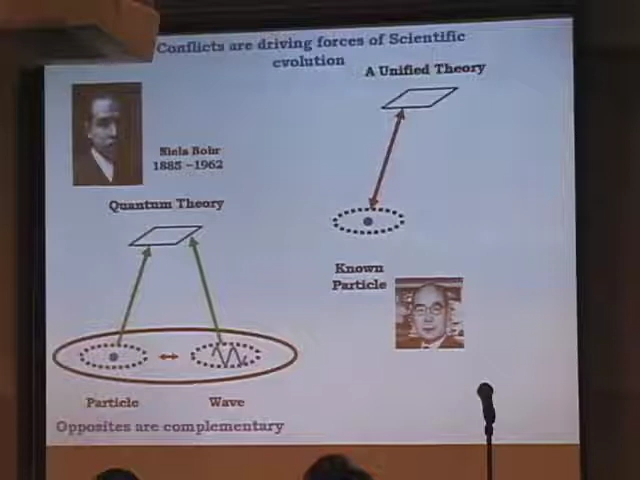 Conflicts are driving forces of Scientific
evolution
A Unified Theory
Niels Bohr
1885 –1962
Quantum Theory
Known
Particle
Particle
Wave
Opposites are complementary